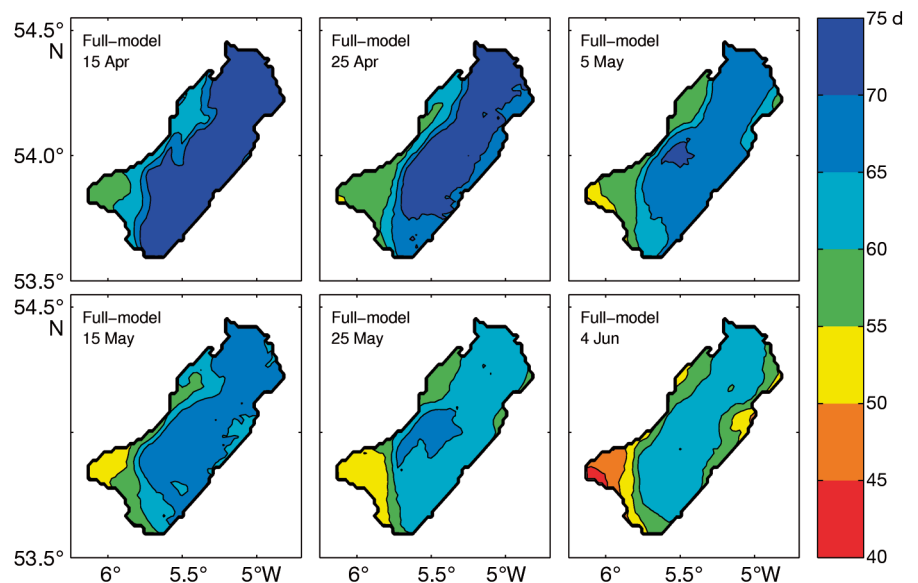 54.5°
N
54.0°
53.5°
Full-model
15 Apr
Full-model
25 Apr
Full-model
5 May
75 d
70
65
60
55
50
45
40
54.5°
N
53.5°
Full-model
15 May
Full-model
25 May
Full-model
4 Jun
6°
5.5°
5°W
6°
5.5°
5°W
6°
5.5°
5°W